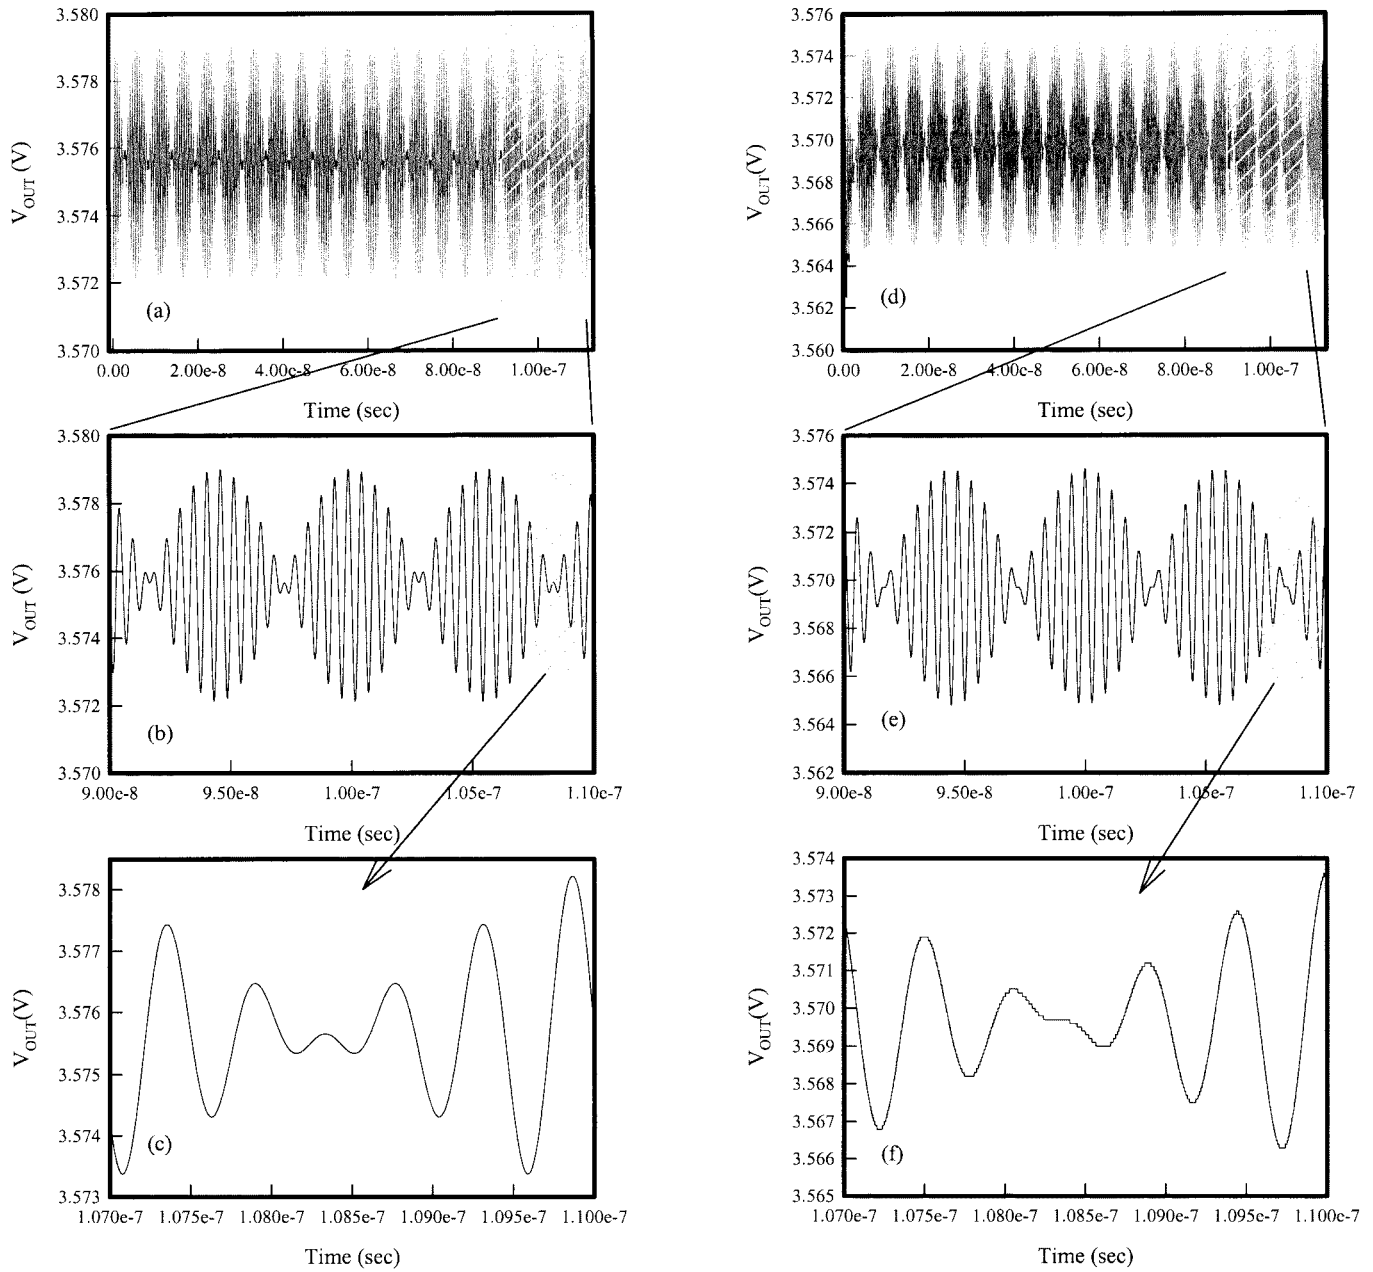 3.580
3.578
3.576
3.574
3.572
3.570
V_OUT (V)
(a)
0.00 2.00e-8 4.00e-8 6.00e-8 8.00e-8 1.00e-7
Time (sec)
3.576
3.574
3.572
3.570
3.568
3.566
3.564
3.562
3.560
V_OUT(V)
(d)
0.00 2.00e-8 4.00e-8 6.00e-8 8.00e-8 1.00e-7
Time (sec)
3.580
3.578
3.576
3.574
3.572
3.570
V_OUT (V)
(b)
9.00e-8 9.50e-8 1.00e-7 1.05e-7 1.10e-7
Time (sec)
3.576
3.574
3.572
3.570
3.568
3.566
3.564
3.562
V_OUT(V)
(e)
9.00e-8 9.50e-8 1.00e-7 1.05e-7 1.10e-7
Time (sec)
3.578
3.577
3.576
3.575
3.574
3.573
V_OUT(V)
(c)
1.070e-7 1.075e-7 1.080e-7 1.085e-7 1.090e-7 1.095e-7 1.100e-7
Time (sec)
3.574
3.573
3.572
3.571
3.570
3.569
3.568
3.567
3.566
3.565
V_OUT(V)
(f)
1.070e-7 1.075e-7 1.080e-7 1.085e-7 1.090e-7 1.095e-7 1.100e-7
Time (sec)